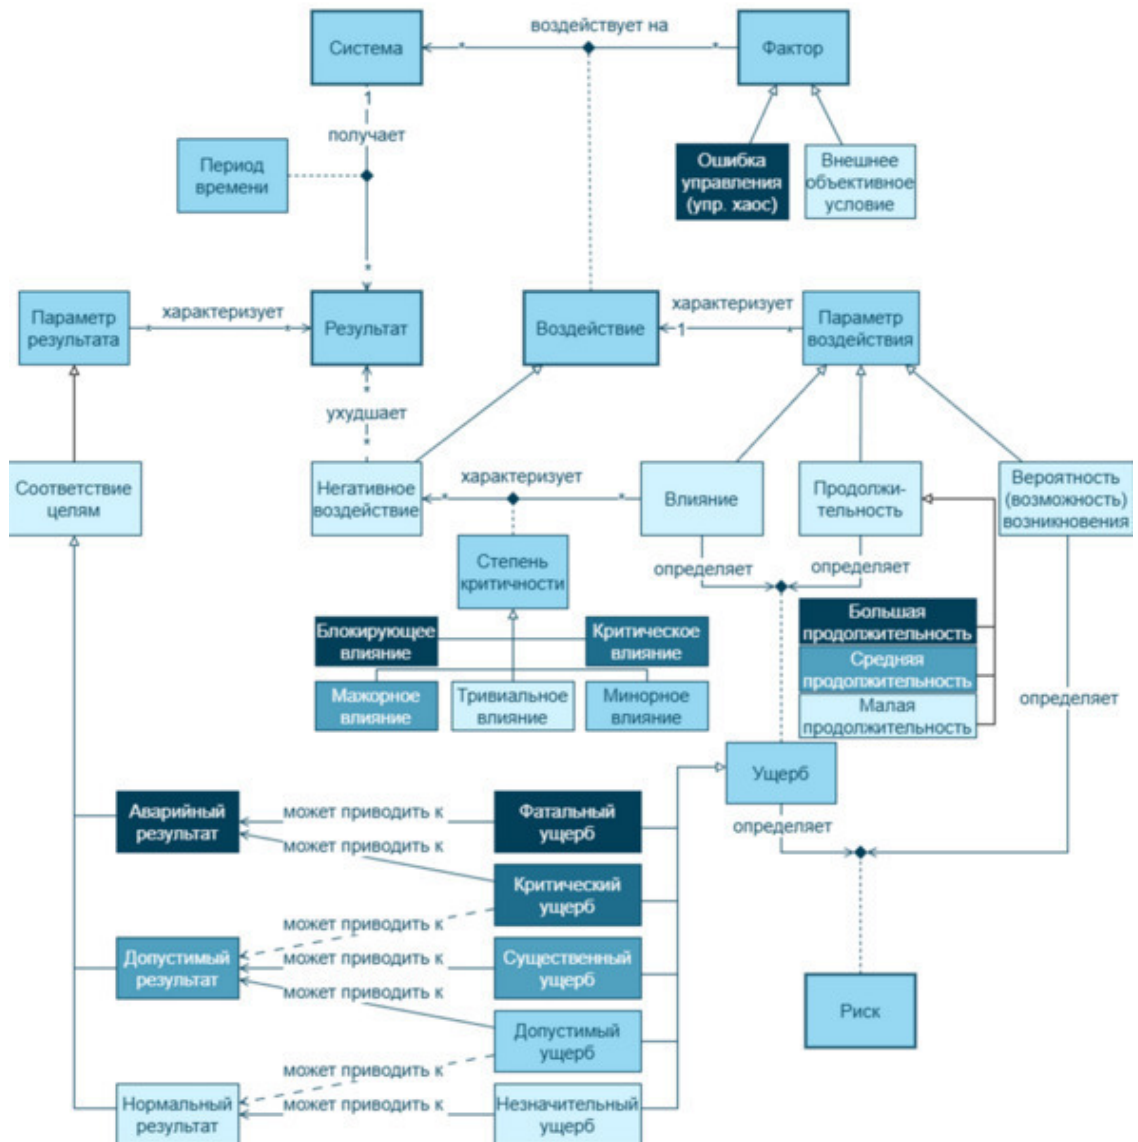 воздействует на
Система
*
*
Фактор
1
получает
Период
времени
Ошибка
управления
(упр. хаос)
Внешнее
объективное
условие
*
Параметр
результата
характеризует
*
*
Результат
Воздействие
характеризует
1
*
Параметр
воздействия
*
ухудшает
*
Соответствие
целям
Негативное
воздействие
характеризует
*
*
Влияние
Продолжи-
тельность
Вероятность
(возможность)
возникновения
Степень
критичности
определяет
определяет
Блокирующее
влияние
Критическое
влияние
Большая
продолжительность
Мажорное
влияние
Тривиальное
влияние
Минорное
влияние
Средняя
продолжительность
Малая
продолжительность
определяет
Ущерб
Аварийный
результат
может приводить к
Фатальный
ущерб
определяет
может приводить к
Критический
ущерб
может приводить к
Допустимый
результат
может приводить к
Существенный
ущерб
может приводить к
Допустимый
ущерб
Риск
может приводить к
Нормальный
результат
может приводить к
Незначительный
ущерб